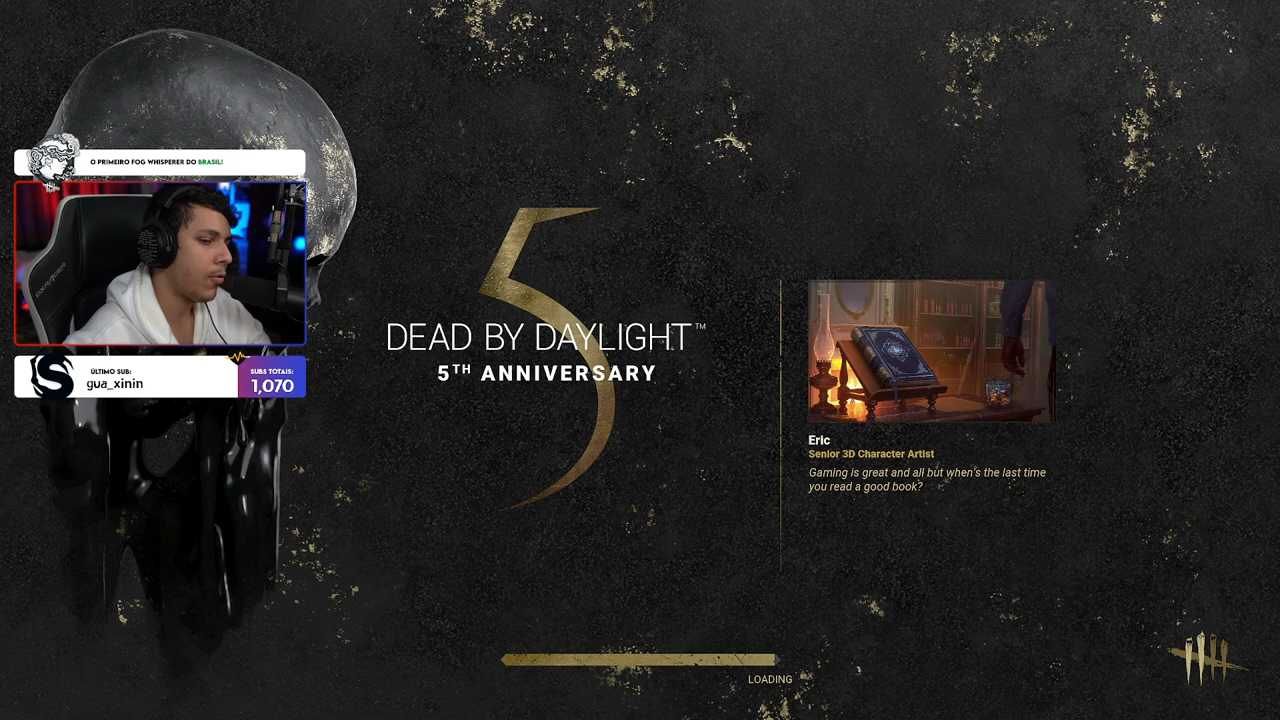 O PRIMEIRO FOG WHISPERER DO BRASIL!
ÚLTIMO SUB:
gua_xinin
SUBS TOTAIS:
1,070
DEAD BY DAYLIGHT™
5TH ANNIVERSARY
Eric
Senior 3D Character Artist
Gaming is great and all but when's the last time
you read a good book?
LOADING